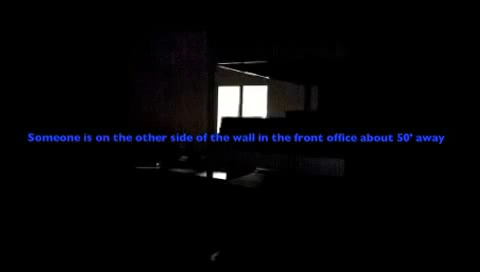 Someone is on the other side of the wall in the front office about 50' away